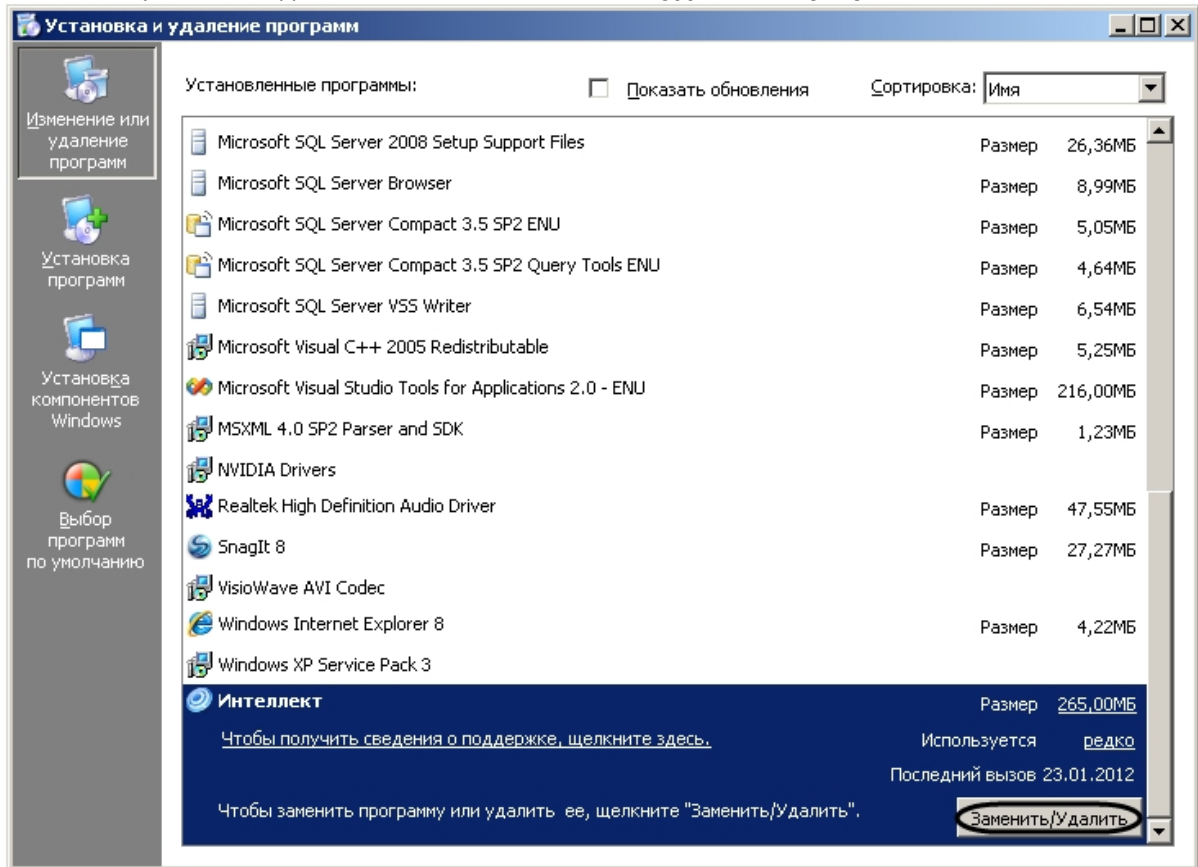 Установка и удаление программ
Изменение или
удаление
программ
Установка
программ
Установка
компонентов
Windows
Выбор
программ
по умолчанию
Установленные программы: Показать обновления Сортировка: Имя
Microsoft SQL Server 2008 Setup Support Files Размер 26,36МБ
Microsoft SQL Server Browser Размер 8,99МБ
Microsoft SQL Server Compact 3.5 SP2 ENU Размер 5,05МБ
Microsoft SQL Server Compact 3.5 SP2 Query Tools ENU Размер 4,64МБ
Microsoft SQL Server VSS Writer Размер 6,54МБ
Microsoft Visual C++ 2005 Redistributable Размер 5,25МБ
Microsoft Visual Studio Tools for Applications 2.0 - ENU Размер 216,00МБ
MSXML 4.0 SP2 Parser and SDK Размер 1,23МБ
NVIDIA Drivers
Realtek High Definition Audio Driver Размер 47,55МБ
SnagIt 8 Размер 27,27МБ
VisioWave AVI Codec
Windows Internet Explorer 8 Размер 4,22МБ
Windows XP Service Pack 3
Интеллект Размер 265,00МБ
Чтобы получить сведения о поддержке, щелкните здесь. Используется редко
Последний вызов 23.01.2012
Чтобы заменить программу или удалить ее, щелкните "Заменить/Удалить". Заменить/Удалить